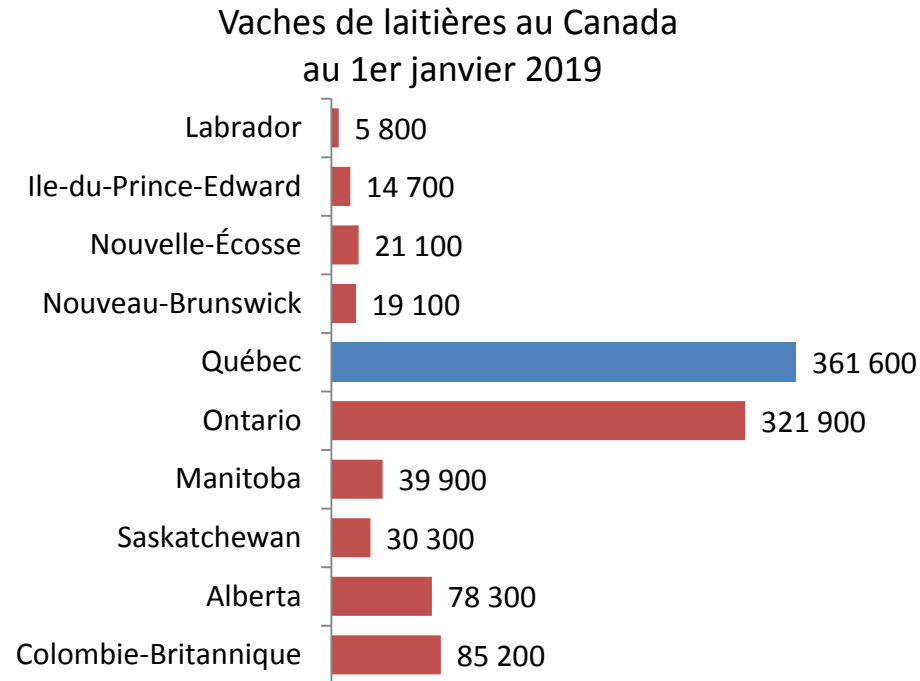 Vaches de laitières au Canada
au 1er janvier 2019
Labrador 5 800
Ile-du-Prince-Edward 14 700
Nouvelle-Écosse 21 100
Nouveau-Brunswick 19 100
Québec 361 600
Ontario 321 900
Manitoba 39 900
Saskatchewan 30 300
Alberta 78 300
Colombie-Britannique 85 200